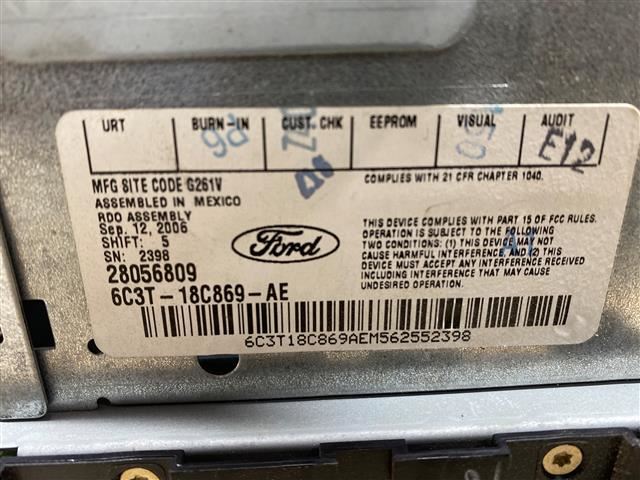 URT BURN-IN CUST. CHK EEPROM VISUAL AUDIT
E12
MFG SITE CODE G261V
ASSEMBLED IN MEXICO
RDO ASSEMBLY
Sep. 12, 2006
SHIFT: 5
SN: 2398
28056809
6C3T-18C869-AE
Ford
COMPLIES WITH 21 CFR CHAPTER 1040.
THIS DEVICE COMPLIES WITH PART 15 OF FCC RULES.
OPERATION IS SUBJECT TO THE FOLLOWING
TWO CONDITIONS: (1) THIS DEVICE MAY NOT
CAUSE HARMFUL INTERFERENCE, AND (2) THIS
DEVICE MUST ACCEPT ANY INTERFERENCE RECEIVED
INCLUDING INTERFERENCE THAT MAY CAUSE
UNDESIRED OPERATION.
6C3T18C869AEM562552398